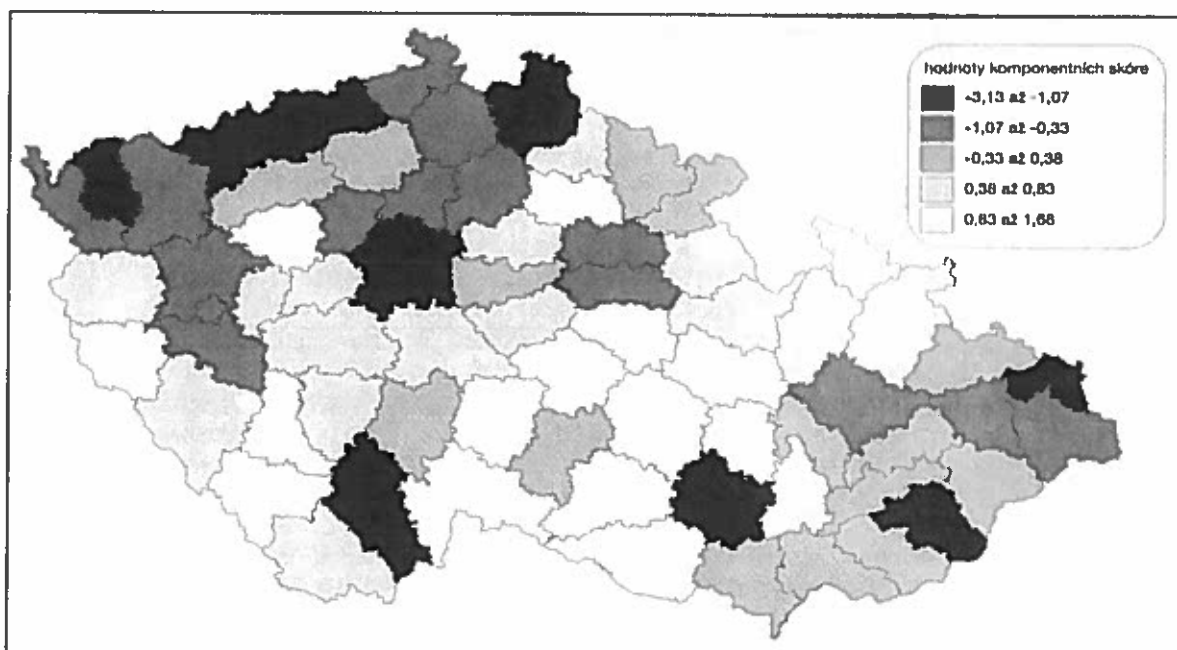 hodnoty komponentních skóre
-3,13 až -1,07
-1,07 až -0,33
-0,33 až 0,38
0,38 až 0,83
0,83 až 1,68